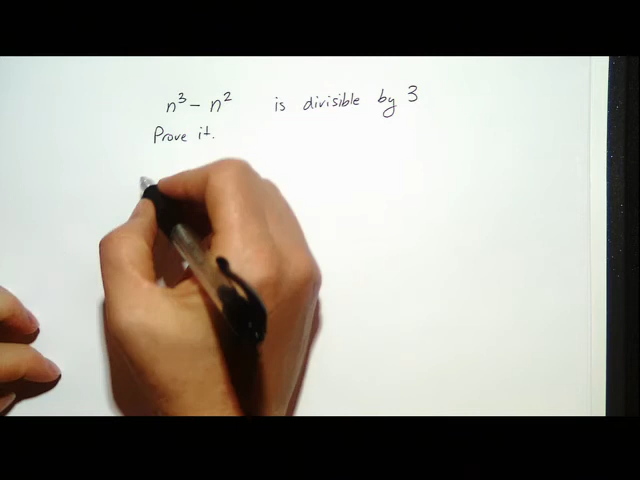 n³ - n² is divisible by 3
Prove it.